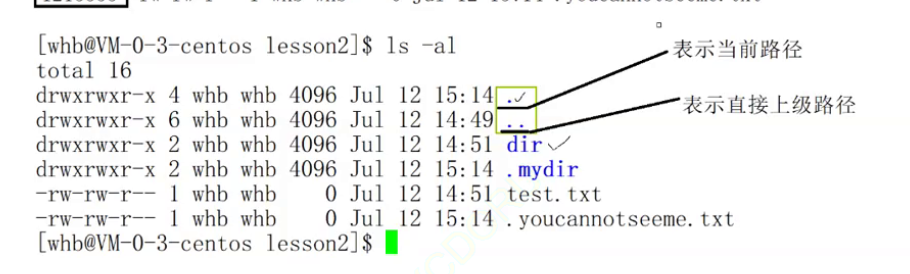 [whb@VM-0-3-centos lesson2]$ ls -al
表示当前路径
total 16
drwxrwxr-x 4 whb whb 4096 Jul 12 15:14 .
drwxrwxr-x 6 whb whb 4096 Jul 12 14:49 ..
表示直接上级路径
drwxrwxr-x 2 whb whb 4096 Jul 12 14:51 dir
drwxrwxr-x 2 whb whb 4096 Jul 12 15:14 .mydir
-rw-rw-r-- 1 whb whb    0 Jul 12 14:51 test.txt
-rw-rw-r-- 1 whb whb    0 Jul 12 15:14 .youcannotseeme.txt
[whb@VM-0-3-centos lesson2]$